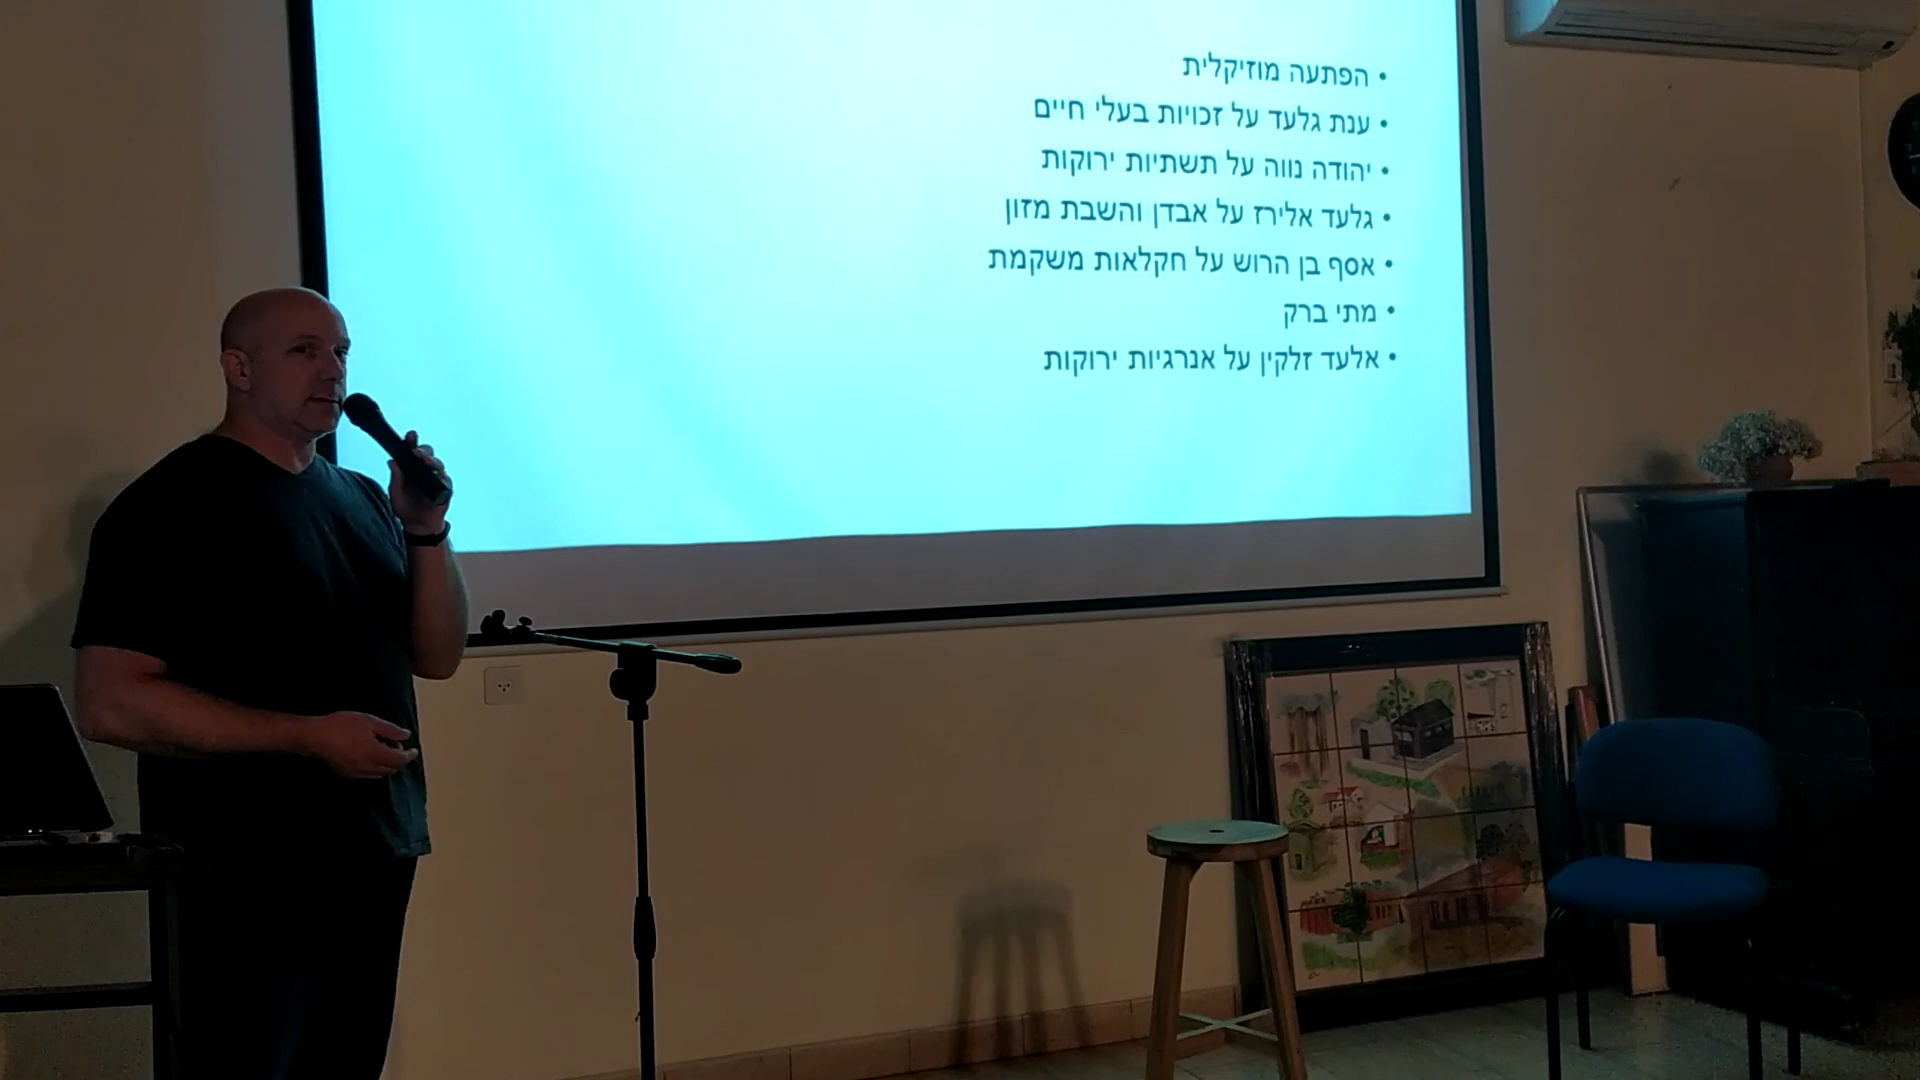 • הפתעה מוזיקלית
• ענת גלעד על זכויות בעלי חיים
• יהודה נווה על תשתיות ירוקות
• גלעד אלירז על אבדן והשבת מזון
• אסף בן הרוש על חקלאות משקמת
• מתי ברק
• אלעד זלקין על אנרגיות ירוקות